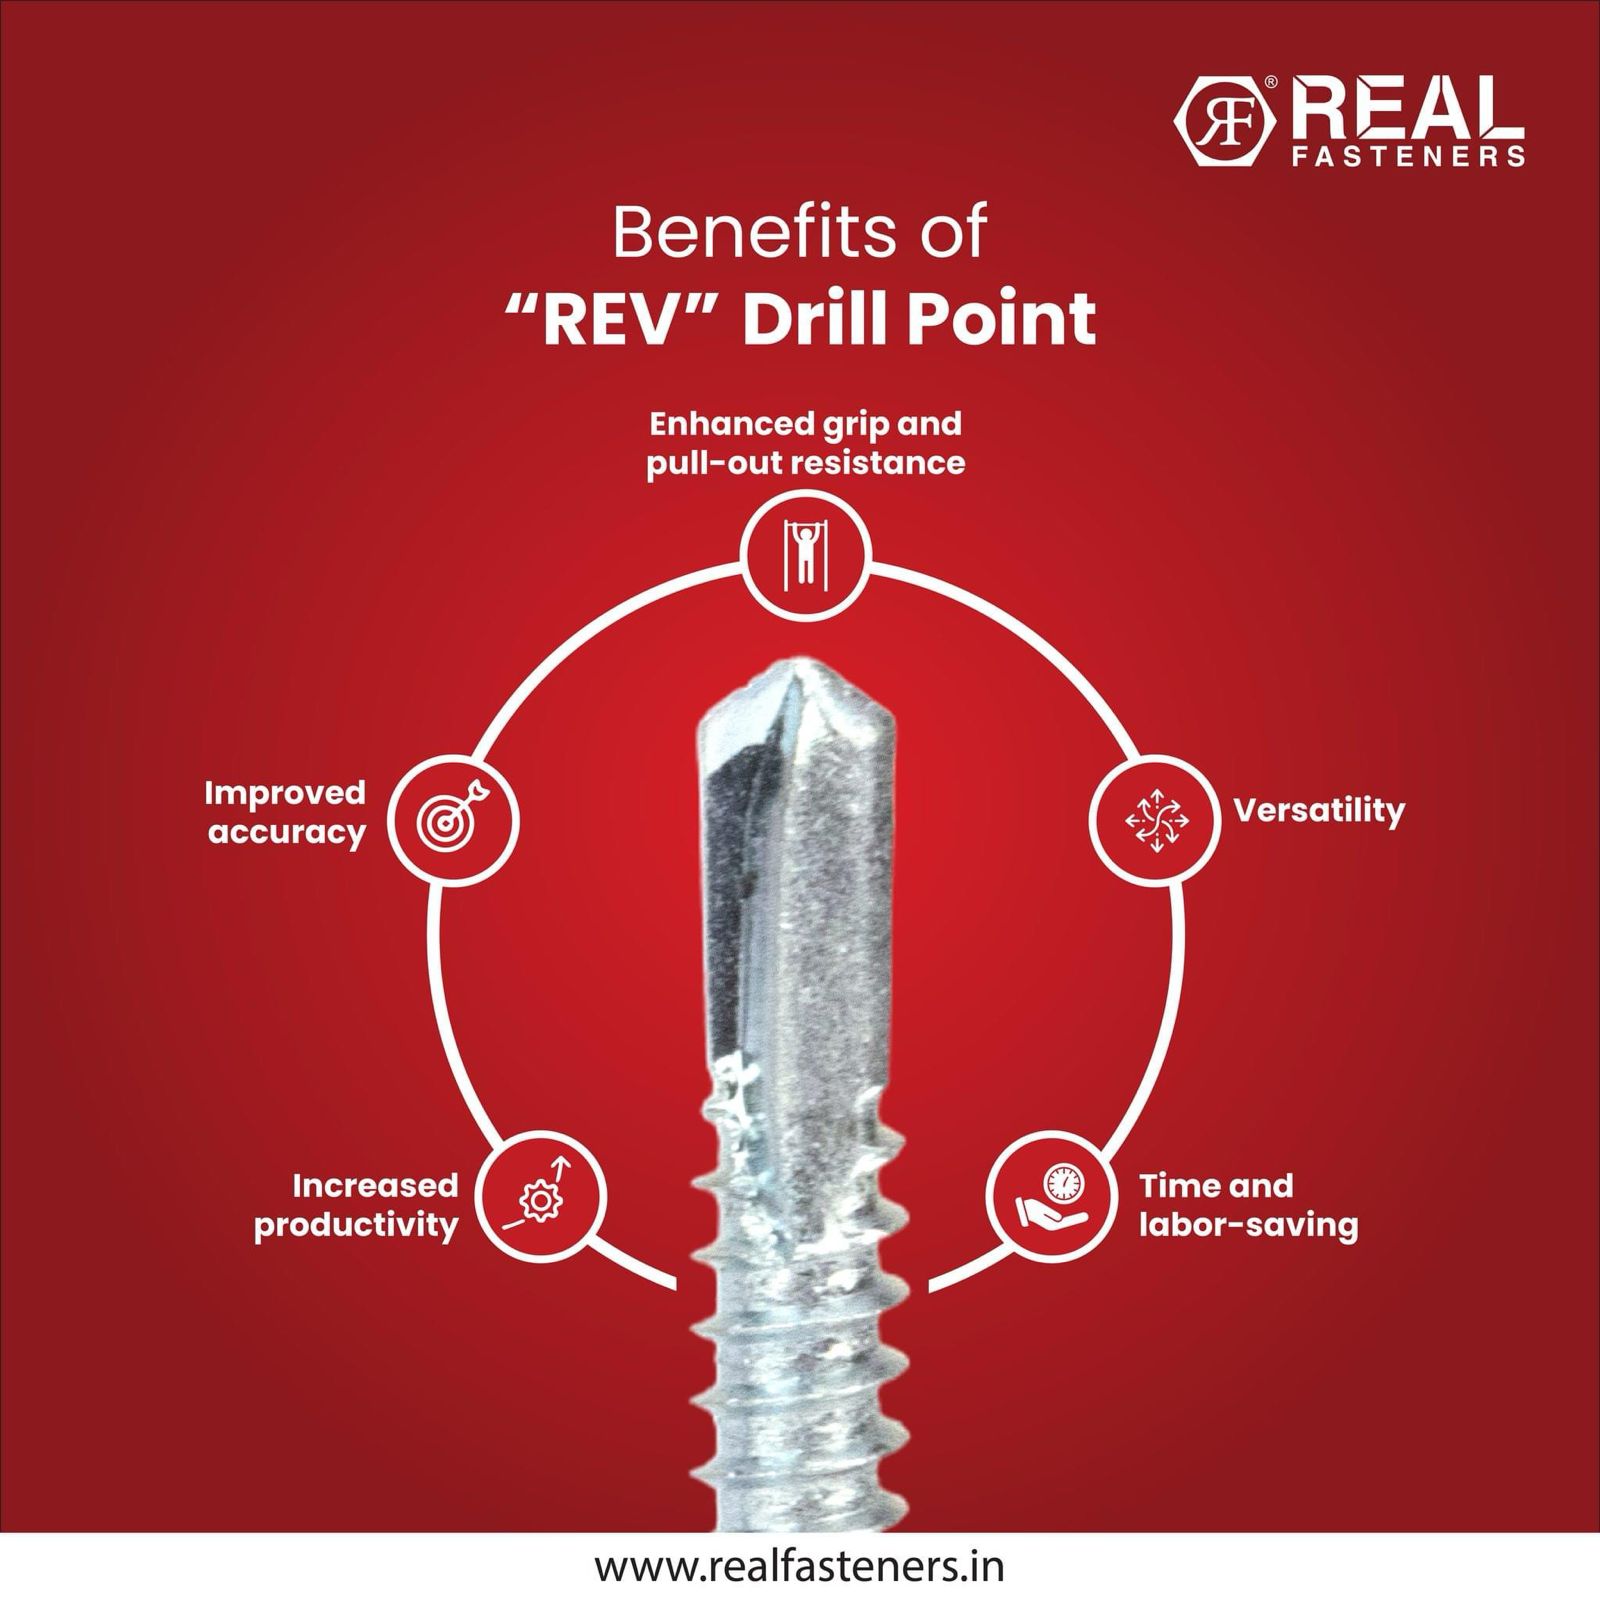 RF® REAL
FASTENERS
Benefits of
“REV” Drill Point
Enhanced grip and
pull-out resistance
Improved
accuracy
Versatility
Increased
productivity
Time and
labor-saving
www.realfasteners.in